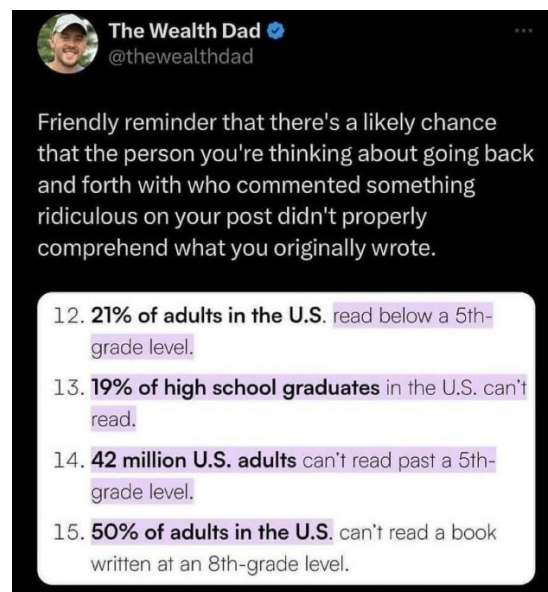 The Wealth Dad
@thewealthdad
Friendly reminder that there's a likely chance
that the person you're thinking about going back
and forth with who commented something
ridiculous on your post didn't properly
comprehend what you originally wrote.
12. 21% of adults in the U.S. read below a 5th-
grade level.
13. 19% of high school graduates in the U.S. can't
read.
14. 42 million U.S. adults can't read past a 5th-
grade level.
15. 50% of adults in the U.S. can't read a book
written at an 8th-grade level.